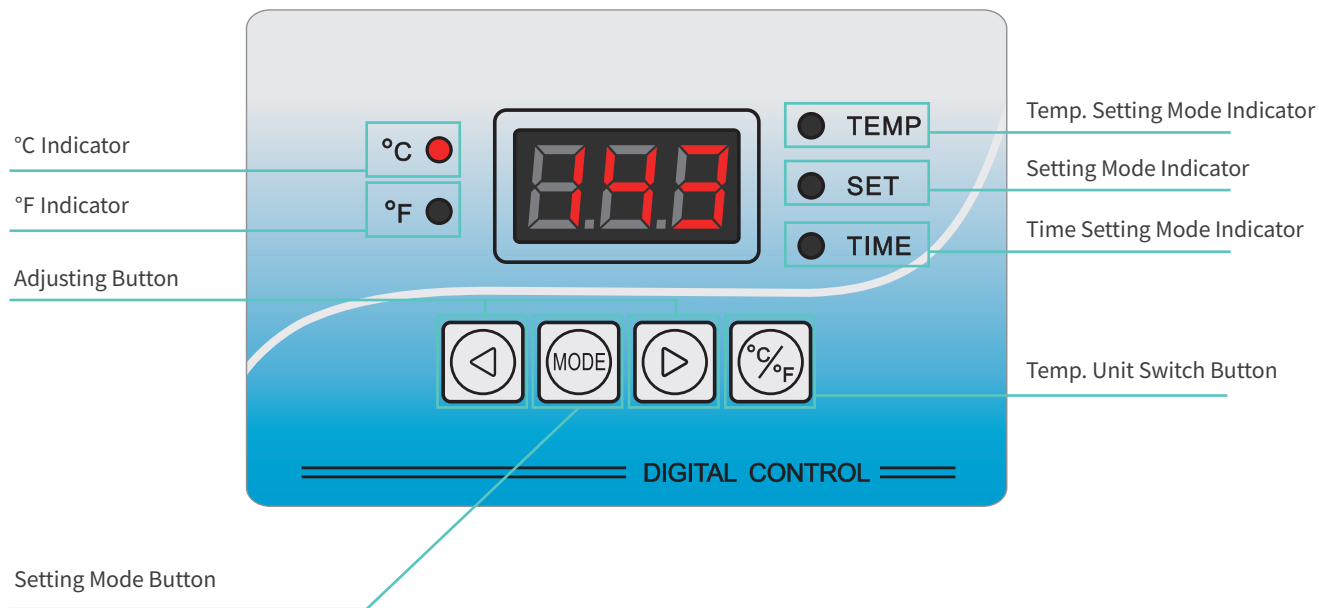 °C Indicator
°F Indicator
Adjusting Button
Setting Mode Button
°C
°F
143
TEMP
SET
TIME
MODE
°C/°F
DIGITAL CONTROL
Temp. Setting Mode Indicator
Setting Mode Indicator
Time Setting Mode Indicator
Temp. Unit Switch Button